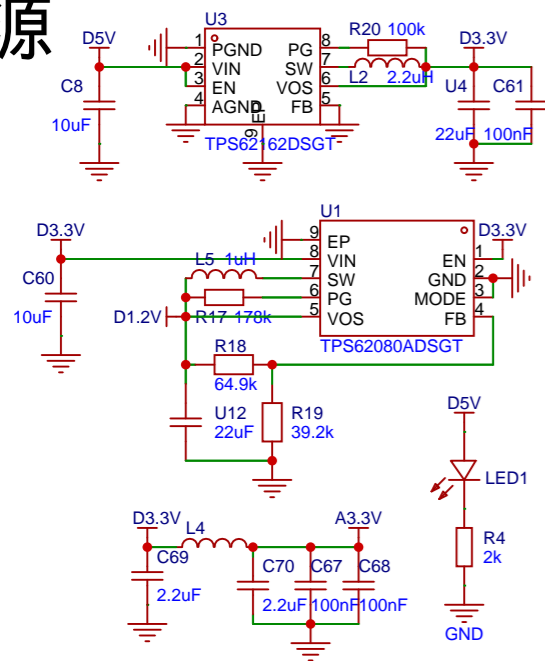 源
U3
D5V
1 PGND
2 VIN
3 EN
4 AGND
PG 8
SW 7
VOS 6
FB 5
9 EP
TPS62162DSGT
C8
10uF
R20 100k
L2 2.2uH
D3.3V
U4
22uF
C61
100nF
U1
D3.3V
C60
10uF
9 EP
8 VIN
7 SW
6 PG
5 VOS
EN 1
GND 2
MODE 3
FB 4
TPS62080ADSGT
D3.3V
L5 1uH
R17 178k
D1.2V
R18
64.9k
U12
22uF
R19
39.2k
D5V
LED1
R4
2k
GND
D3.3V
L4
A3.3V
C69
2.2uF
C70
2.2uF
C67
100nF
C68
100nF